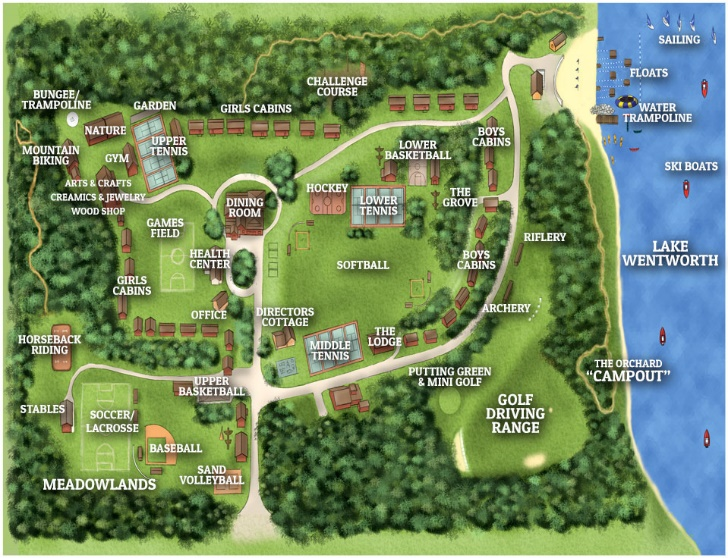 SAILING
FLOATS
WATER
TRAMPOLINE
SKI BOATS
LAKE
WENTWORTH
BUNGEE/
TRAMPOLINE
GARDEN
GIRLS CABINS
CHALLENGE
COURSE
NATURE
UPPER
TENNIS
GYM
MOUNTAIN
BIKING
ARTS & CRAFTS
CREAMICS & JEWELRY
WOOD SHOP
BOYS
CABINS
LOWER
BASKETBALL
HOCKEY
LOWER
TENNIS
THE
GROVE
DINING
ROOM
GAMES
FIELD
HEALTH
CENTER
SOFTBALL
RIFLERY
BOYS
CABINS
GIRLS
CABINS
OFFICE
DIRECTORS
COTTAGE
ARCHERY
HORSEBACK
RIDING
MIDDLE
TENNIS
THE
LODGE
PUTTING GREEN
& MINI GOLF
THE ORCHARD
"CAMPOUT"
UPPER
BASKETBALL
GOLF
DRIVING
RANGE
STABLES
SOCCER/
LACROSSE
BASEBALL
SAND
VOLLEYBALL
MEADOWLANDS